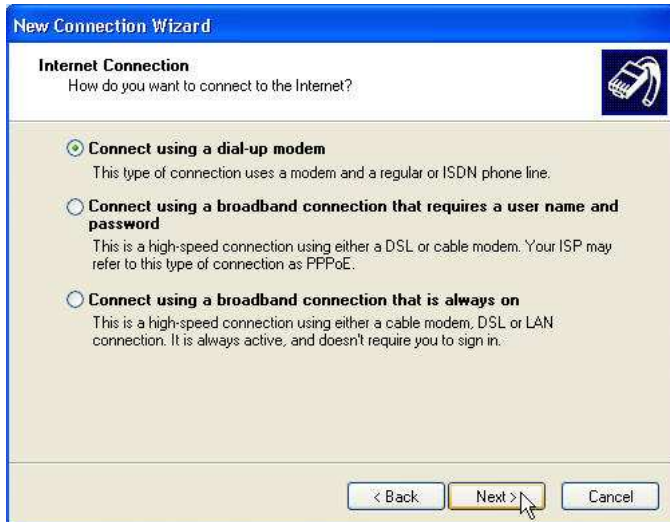 New Connection Wizard
Internet Connection
How do you want to connect to the Internet?
Connect using a dial-up modem
This type of connection uses a modem and a regular or ISDN phone line.
Connect using a broadband connection that requires a user name and
password
This is a high-speed connection using either a DSL or cable modem. Your ISP may
refer to this type of connection as PPPoE.
Connect using a broadband connection that is always on
This is a high-speed connection using either a cable modem, DSL or LAN
connection. It is always active, and doesn't require you to sign in.
< Back Next > Cancel